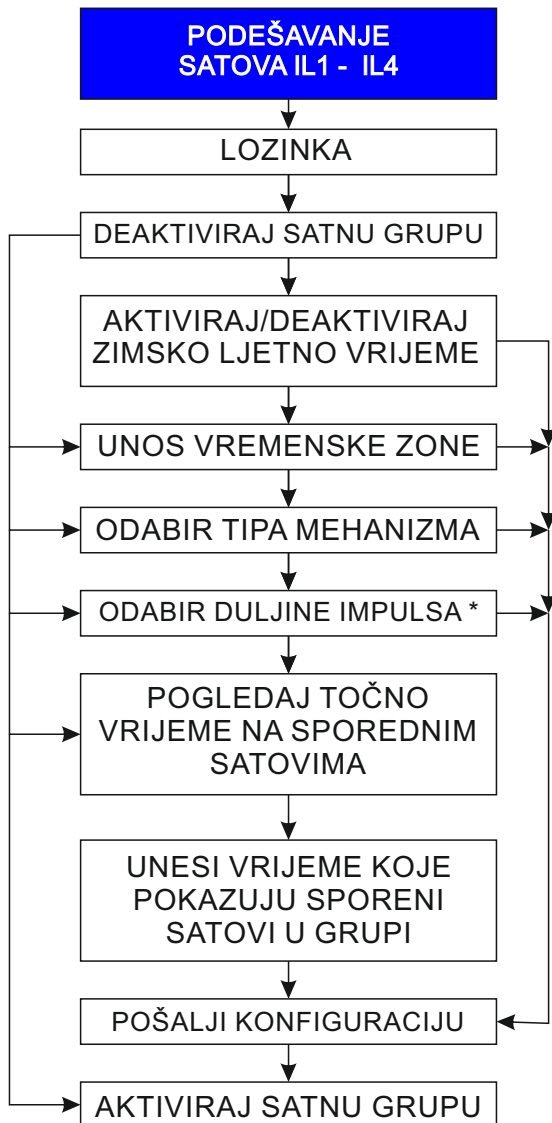 PODEŠAVANJE
SATOVA IL1 - IL4
LOZINKA
DEAKTIVIRAJ SATNU GRUPU
AKTIVIRAJ/DEAKTIVIRAJ
ZIMSKO LJETNO VRIJEME
UNOS VREMENSKE ZONE
ODABIR TIPA MEHANIZMA
ODABIR DULJINE IMPULSA *
POGLEDAJ TOČNO
VRIJEME NA SPOREDNIM
SATOVIMA
UNESI VRIJEME KOJE
POKAZUJU SPORENI
SATOVI U GRUPI
POŠALJI KONFIGURACIJU
AKTIVIRAJ SATNU GRUPU